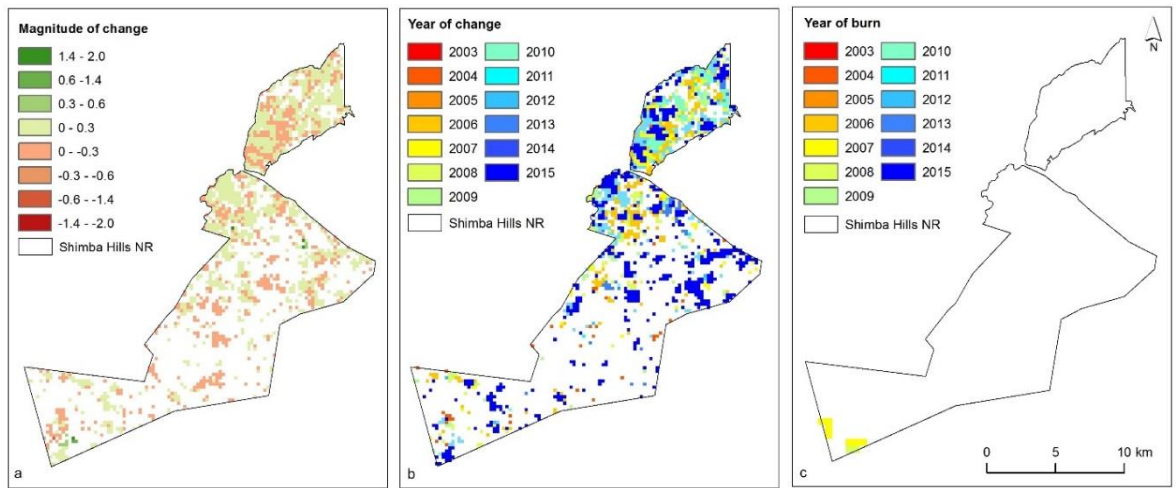 Magnitude of change
1.4 - 2.0
0.6 -1.4
0.3 - 0.6
0 - 0.3
0 - -0.3
-0.3 - -0.6
-0.6 - -1.4
-1.4 - -2.0
Shimba Hills NR
a
Year of change
2003 2010
2004 2011
2005 2012
2006 2013
2007 2014
2008 2015
2009
Shimba Hills NR
b
Year of burn
2003 2010
2004 2011
2005 2012
2006 2013
2007 2014
2008 2015
2009
Shimba Hills NR
N
0 5 10 km
c